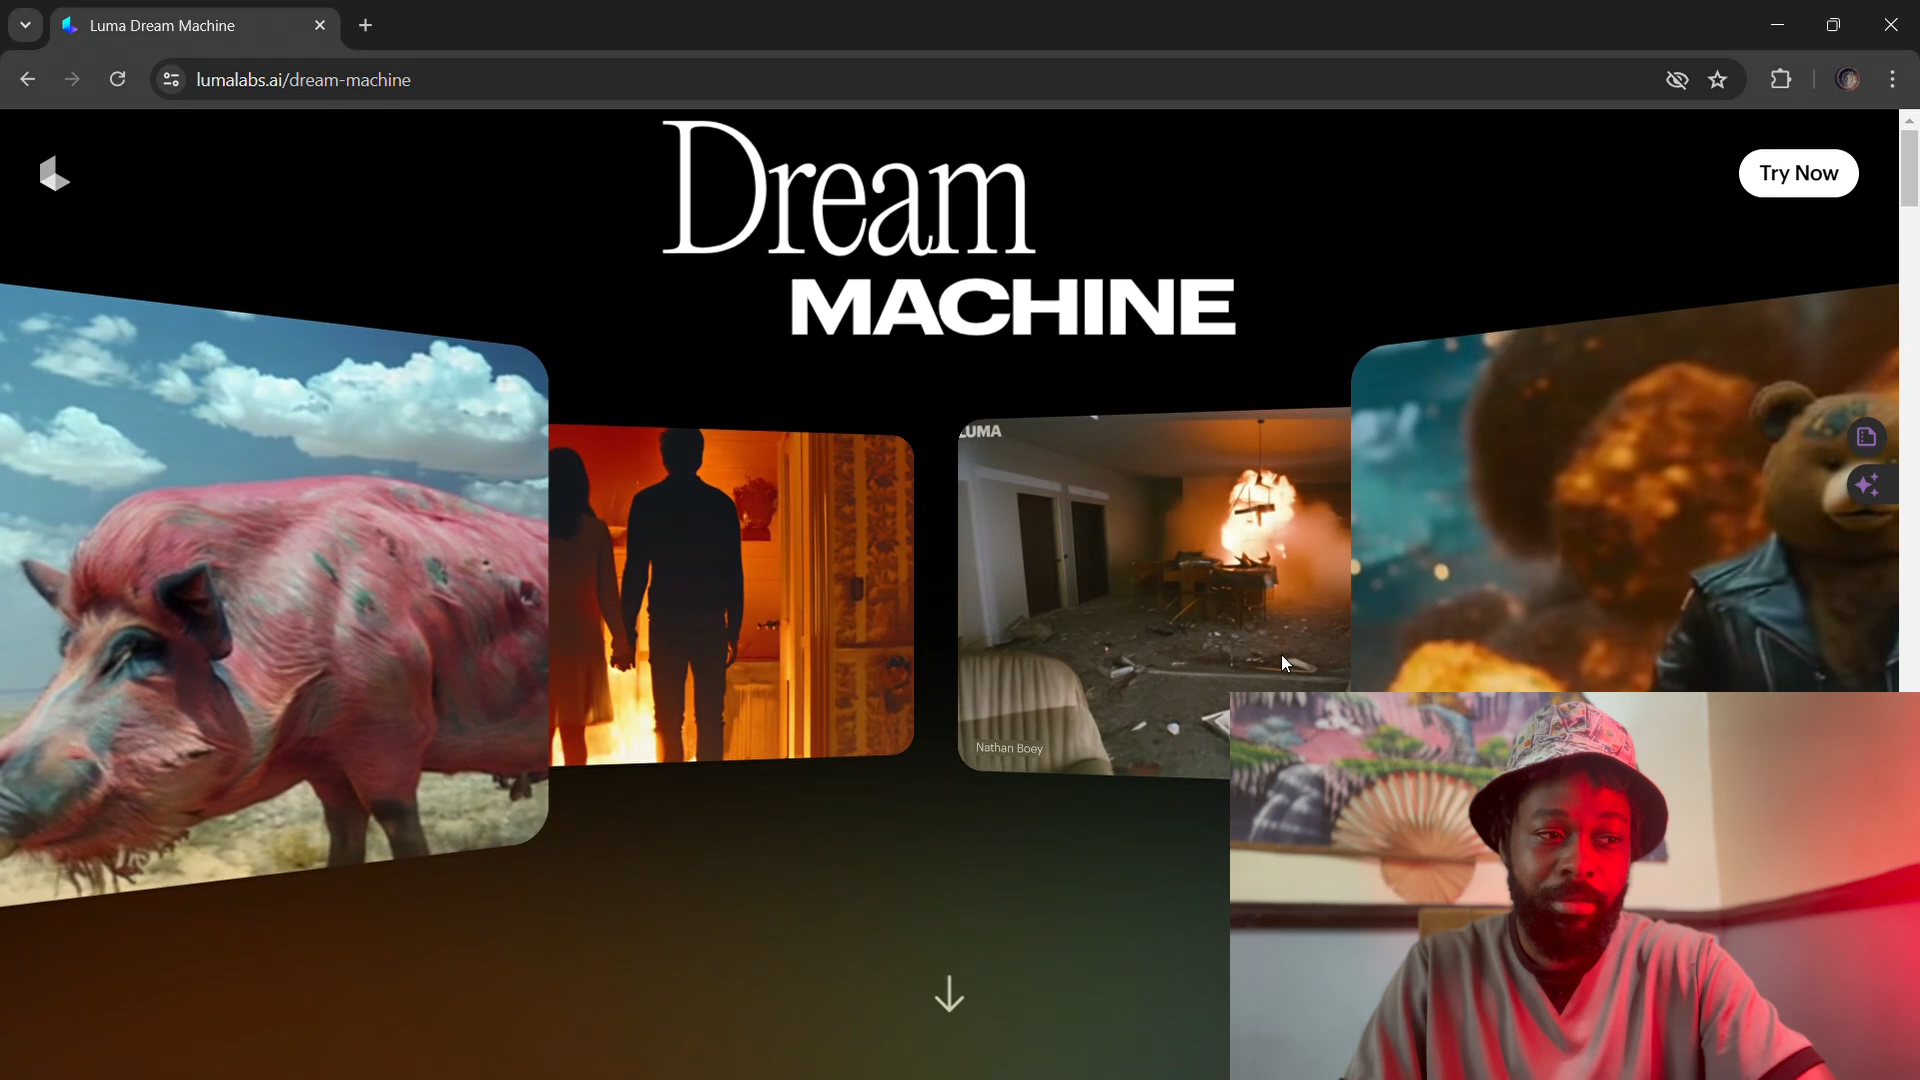 Luma Dream Machine
lumalabs.ai/dream-machine
Dream
MACHINE
Try Now
LUMA
Nathan Boey